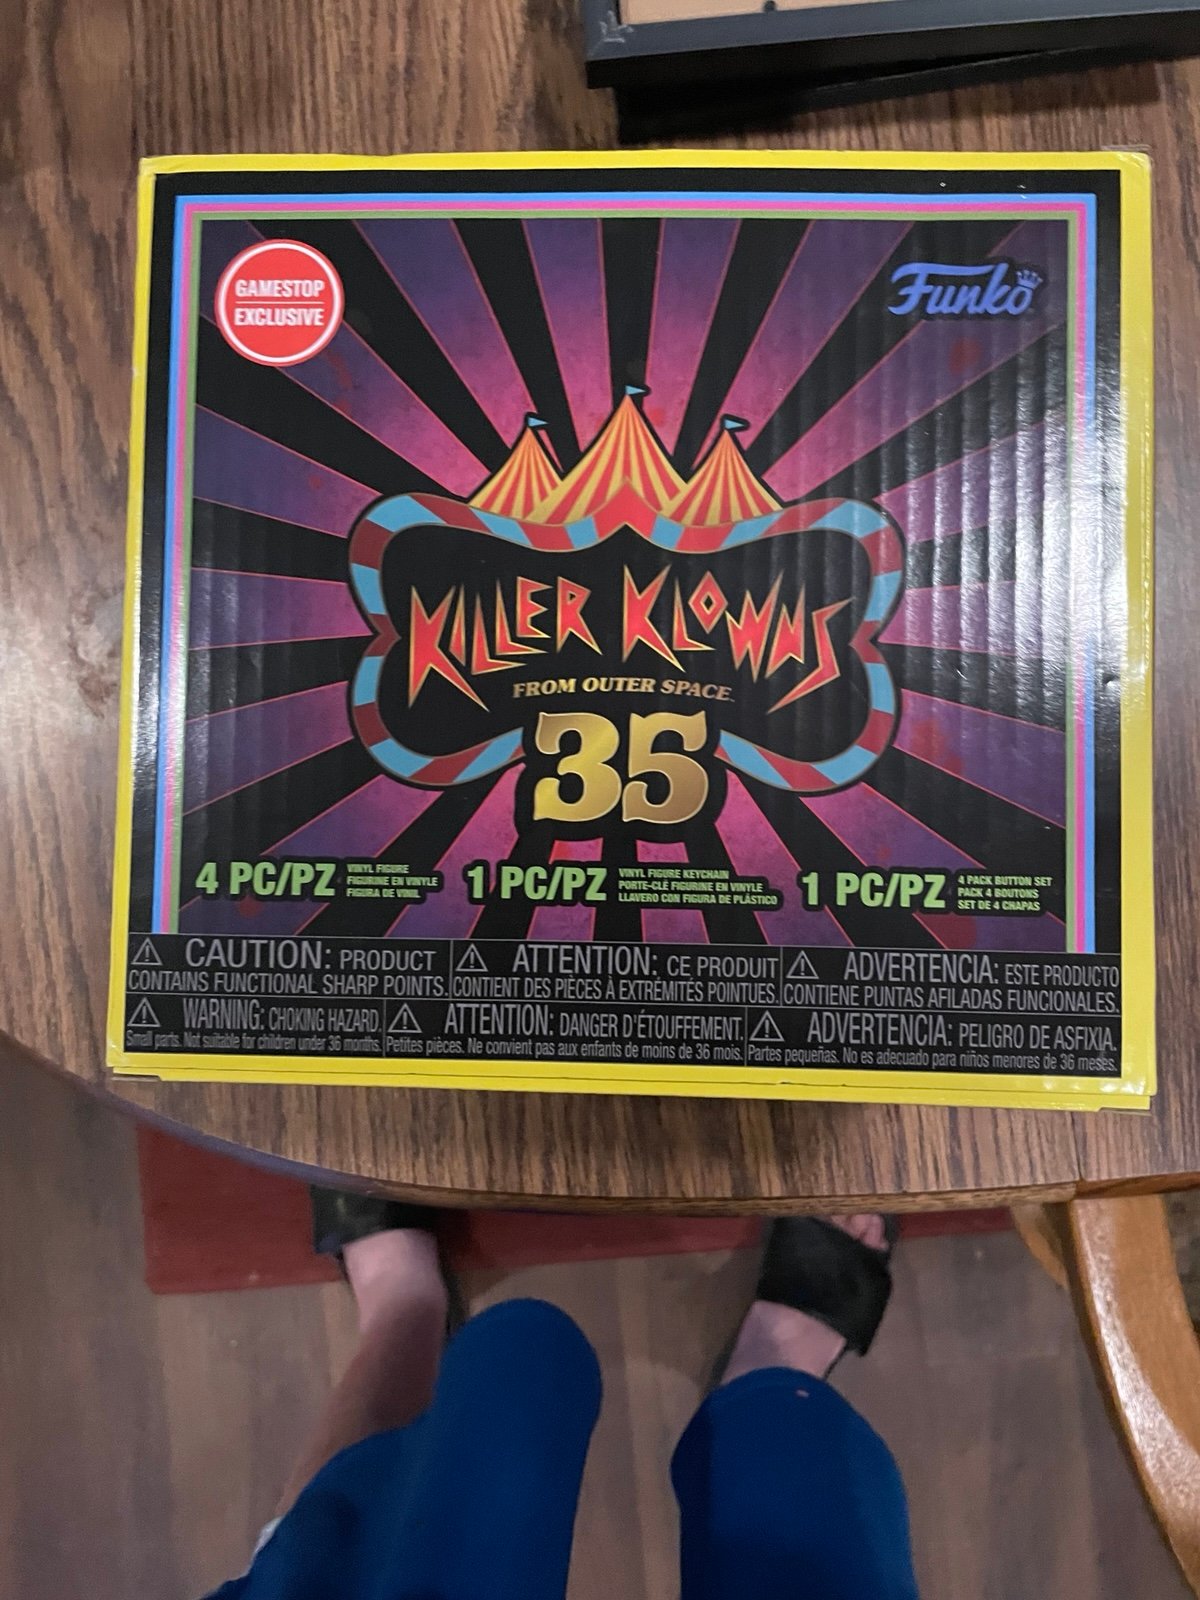 GAMESTOP
EXCLUSIVE
Funko
KILLER KLOWNS
FROM OUTER SPACE™
35
4 PC/PZ
VINYL FIGURE
FIGURINE EN VINYLE
FIGURA DE VINIL
1 PC/PZ
VINYL FIGURE KEYCHAIN
PORTE-CLÉ FIGURINE EN VINYLE
LLAVERO CON FIGURA DE PLÁSTICO
1 PC/PZ
4 PACK BUTTON SET
PACK 4 BOUTONS
SET DE 4 CHAPAS
⚠ CAUTION: PRODUCT
CONTAINS FUNCTIONAL SHARP POINTS.
⚠ ATTENTION: CE PRODUIT
CONTIENT DES PIÈCES À EXTRÉMITÉS POINTUES.
⚠ ADVERTENCIA: ESTE PRODUCTO
CONTIENE PUNTAS AFILADAS FUNCIONALES.
⚠ WARNING: CHOKING HAZARD.
Small parts. Not suitable for children under 36 months.
⚠ ATTENTION: DANGER D'ÉTOUFFEMENT.
Petites pièces. Ne convient pas aux enfants de moins de 36 mois.
⚠ ADVERTENCIA: PELIGRO DE ASFIXIA.
Partes pequeñas. No es adecuado para niños menores de 36 meses.